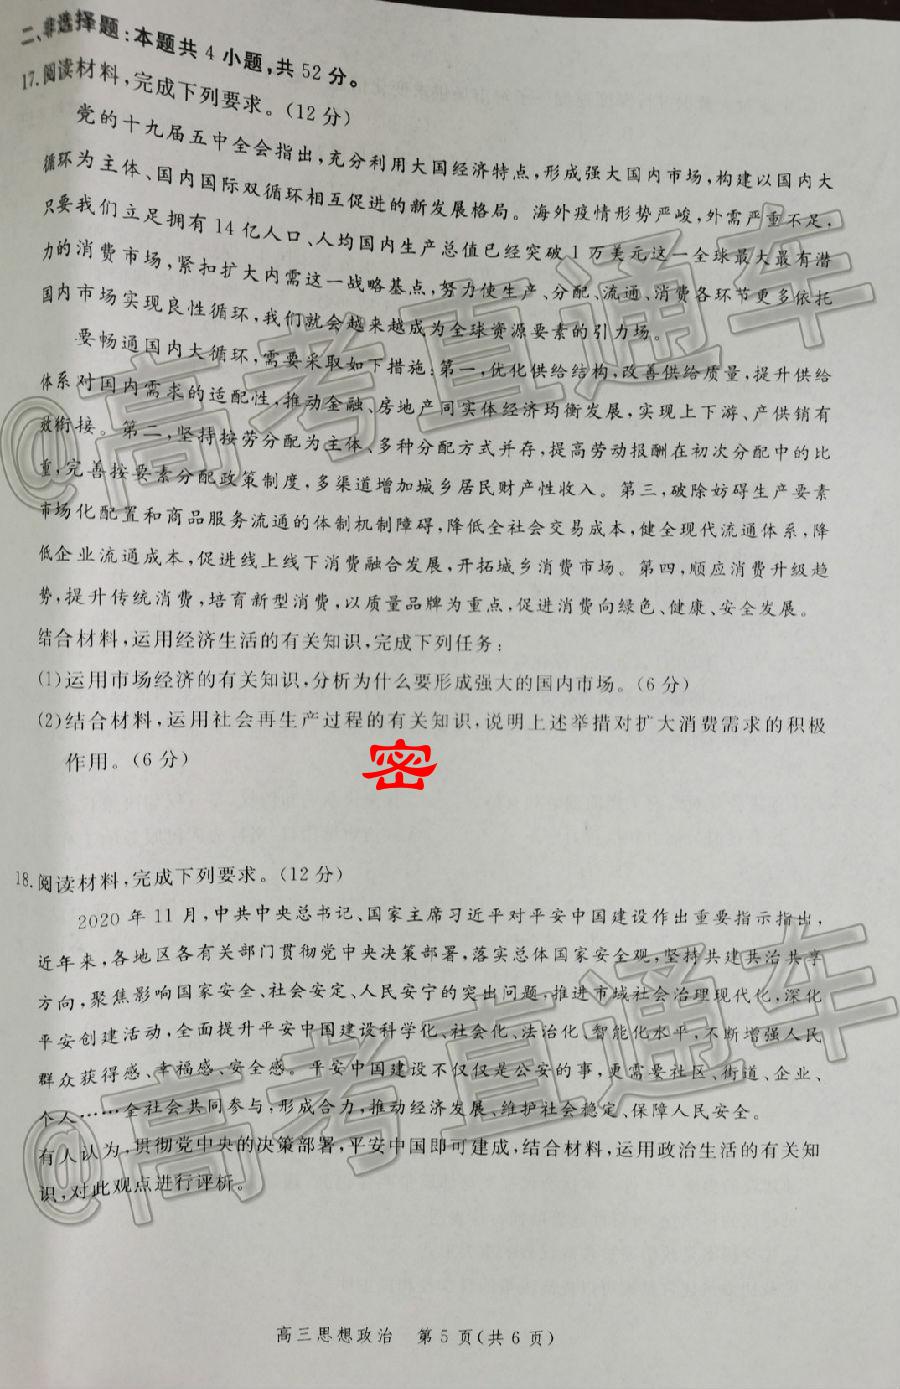 二、非选择题:本题共4小题,共52分。
17.阅读材料,完成下列要求。(12分)
党的十九届五中全会指出,充分利用大国经济特点,形成强大国内市场,构建以国内大
循环为主体、国内国际双循环相互促进的新发展格局。海外疫情形势严峻,外需严重不足,
只要我们立足拥有14亿人口、人均国内生产总值已经突破1万美元这一全球最大最有潜
力的消费市场,紧扣扩大内需这一战略基点,努力使生产、分配、流通、消费各环节更多依托
国内市场实现良性循环,我们就会越来越成为全球资源要素的引力场。
要畅通国内大循环,需要采取如下措施:第一,优化供给结构,改善供给质量,提升供给
体系对国内需求的适配性,推动金融、房地产同实体经济均衡发展,实现上下游、产供销有
效衔接。第二,坚持按劳分配为主体、多种分配方式并存,提高劳动报酬在初次分配中的比
重,完善按要素分配政策制度,多渠道增加城乡居民财产性收入。第三,破除妨碍生产要素
市场化配置和商品服务流通的体制机制障碍,降低全社会交易成本,健全现代流通体系,降
低企业流通成本,促进线上线下消费融合发展,开拓城乡消费市场。第四,顺应消费升级趋
势,提升传统消费,培育新型消费,以质量品牌为重点,促进消费向绿色、健康、安全发展。
结合材料,运用经济生活的有关知识,完成下列任务:
(1)运用市场经济的有关知识,分析为什么要形成强大的国内市场。(6分)
(2)结合材料,运用社会再生产过程的有关知识,说明上述举措对扩大消费需求的积极
作用。(6分)
密
18.阅读材料,完成下列要求。(12分)
2020年11月,中共中央总书记、国家主席习近平对平安中国建设作出重要指示指出,
近年来,各地区各有关部门贯彻党中央决策部署,落实总体国家安全观,坚持共建共治共享
方向,聚焦影响国家安全、社会安定、人民安宁的突出问题,推进市域社会治理现代化,深化
平安创建活动,全面提升平安中国建设科学化、社会化、法治化、智能化水平,不断增强人民
群众获得感、幸福感、安全感。平安中国建设不仅仅是公安的事,更需要社区、街道、企业、
个人……全社会共同参与,形成合力,推动经济发展、维护社会稳定、保障人民安全。
有人认为,贯彻党中央的决策部署,平安中国即可建成,结合材料,运用政治生活的有关知
识,对此观点进行评析。
高三思想政治 第5页(共6页)
@高考直通车
@高考直通车